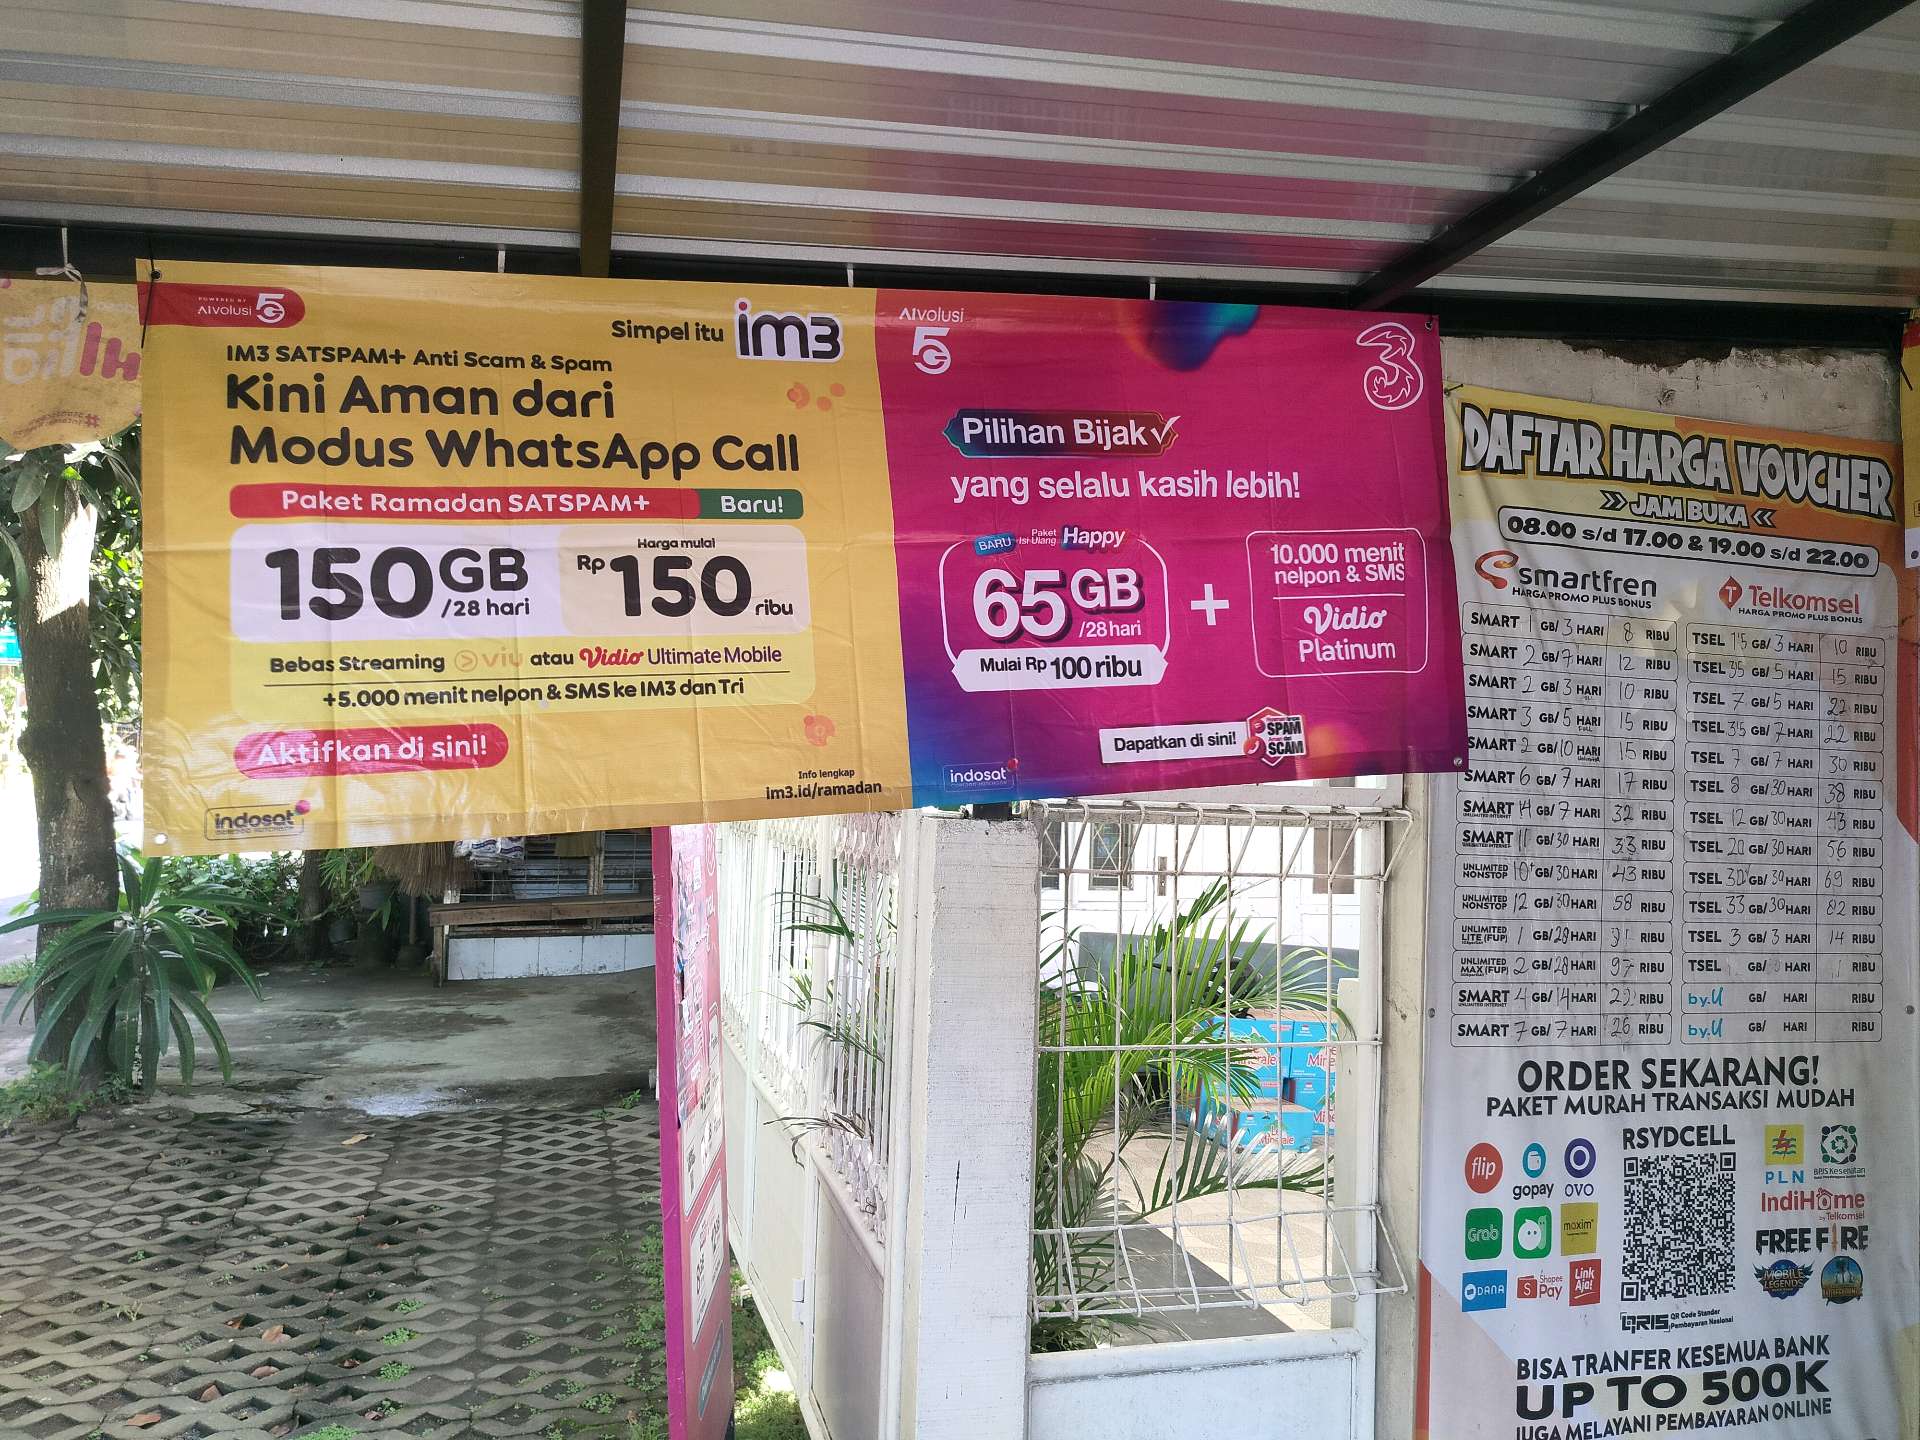 POWERED BY
AIvolusi 5G
Simpel itu im3
IM3 SATSPAM+ Anti Scam & Spam
Kini Aman dari
Modus WhatsApp Call
Paket Ramadan SATSPAM+ Baru!
150GB
/28 hari
Harga mulai
Rp 150 ribu
Bebas Streaming viu atau Vidio Ultimate Mobile
+5.000 menit nelpon & SMS ke IM3 dan Tri
Aktifkan di sini!
Info lengkap
im3.id/ramadan
indosat
AIvolusi
5G
3
Pilihan Bijak
yang selalu kasih lebih!
BARU Paket Isi Ulang Happy
65GB
/28 hari
Mulai Rp 100 ribu
+
10.000 menit
nelpon & SMS
Vidio
Platinum
Dapatkan di sini!
SPAM
SCAM
indosat
DAFTAR HARGA VOUCHER
JAM BUKA
08.00 s/d 17.00 & 19.00 s/d 22.00
smartfren
HARGA PROMO PLUS BONUS
SMART 1 GB/ 3 HARI 8 RIBU
SMART 2 GB/ 7 HARI 12 RIBU
SMART 2 GB/ 3 HARI 10 RIBU
SMART 3 GB/ 5 HARI 15 RIBU
SMART 2 GB/ 10 HARI 15 RIBU
SMART 6 GB/ 7 HARI 17 RIBU
SMART GB/ 7 HARI 32 RIBU
SMART 11 GB/ 30 HARI 33 RIBU
UNLIMITED NONSTOP 10+ GB/ 30 HARI 43 RIBU
UNLIMITED NONSTOP 12 GB/ 30 HARI 58 RIBU
UNLIMITED LITE (FUP) 1 GB/ 28 HARI RIBU
UNLIMITED MAX (FUP) 2 GB/ 28 HARI 97 RIBU
SMART 4 GB/ 14 HARI RIBU
SMART 7 GB/ 7 HARI 26 RIBU
Telkomsel
HARGA PROMO PLUS BONUS
TSEL 1'5 GB/ 3 HARI 10 RIBU
TSEL 3'5 GB/ 5 HARI 15 RIBU
TSEL 7 GB/ 5 HARI 22 RIBU
TSEL 3'5 GB/ 7 HARI 22 RIBU
TSEL 7 GB/ 7 HARI 30 RIBU
TSEL 8 GB/ 30 HARI 38 RIBU
TSEL 12 GB/ 30 HARI 43 RIBU
TSEL 20 GB/ 30 HARI 56 RIBU
TSEL GB/ 30 HARI 69 RIBU
TSEL 33 GB/ 30 HARI 82 RIBU
TSEL 3 GB/ 3 HARI 14 RIBU
TSEL GB/ HARI RIBU
by.U GB/ HARI RIBU
by.U GB/ HARI RIBU
ORDER SEKARANG!
PAKET MURAH TRANSAKSI MUDAH
RSYDCELL
flip
gopay
OVO
Grab
maxim
DANA
Shopee Pay
Link Aja!
PLN
BPJS Kesehatan
IndiHome
by Telkomsel
FREE FIRE
MOBILE LEGENDS
QRIS QR Code Standar
Pembayaran Nasional
BISA TRANFER KESEMUA BANK
UP TO 500K
JUGA MELAYANI PEMBAYARAN ONLINE